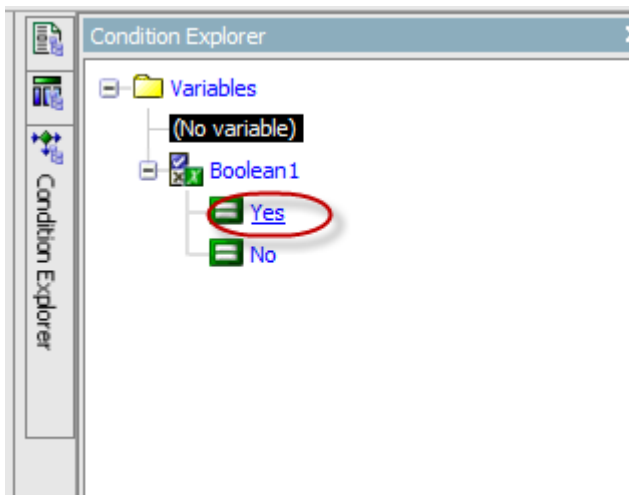 Condition Explorer
Variables
(No variable)
Boolean1
Yes
No
Condition Explorer